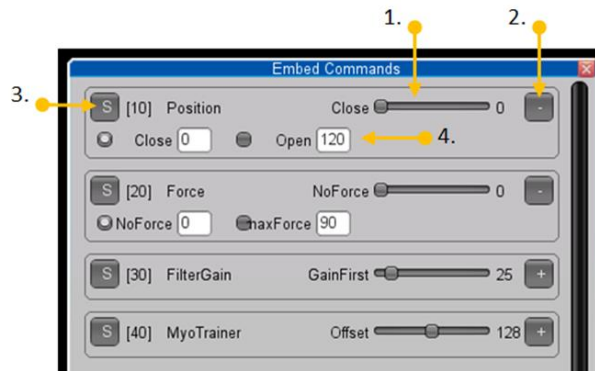 1. 2.
Embed Commands
3. S [10] Position Close 0 -
Close 0 Open 120 4.
S [20] Force NoForce 0 -
NoForce 0 maxForce 90
S [30] FilterGain GainFirst 25 +
S [40] MyoTrainer Offset 128 +